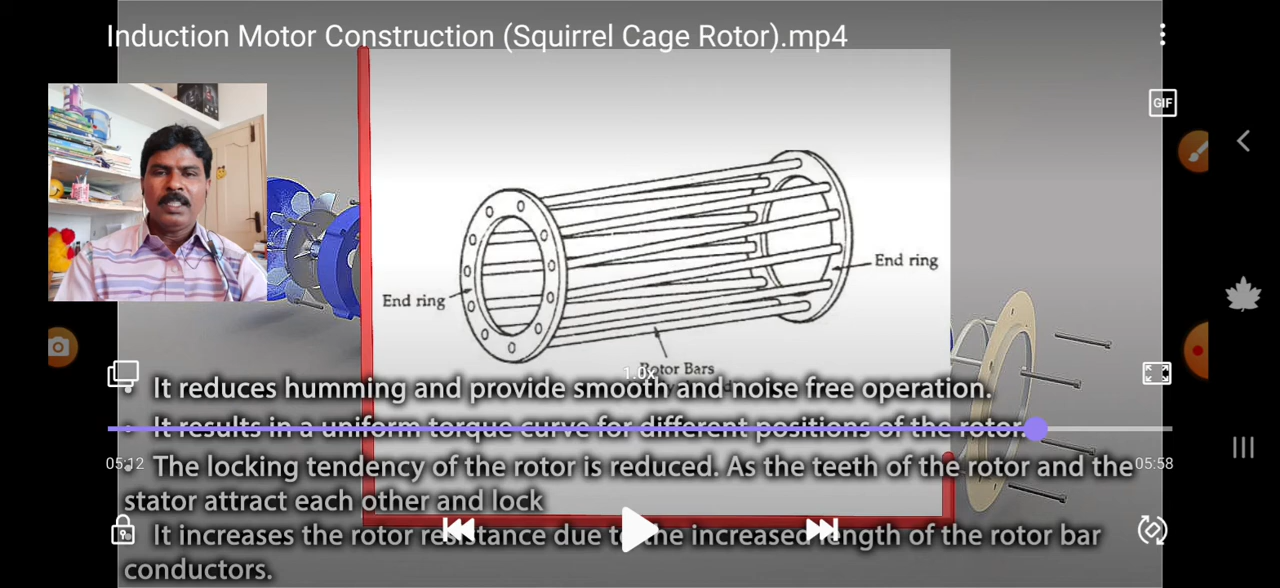 Induction Motor Construction (Squirrel Cage Rotor).mp4
GIF
End ring
End ring
Rotor Bars
1.0x
• It reduces humming and provide smooth and noise free operation.
• It results in a uniform torque curve for different positions of the rotor.
05:12
05:58
• The locking tendency of the rotor is reduced. As the teeth of the rotor and the
stator attract each other and lock
• It increases the rotor resistance due to the increased length of the rotor bar
conductors.